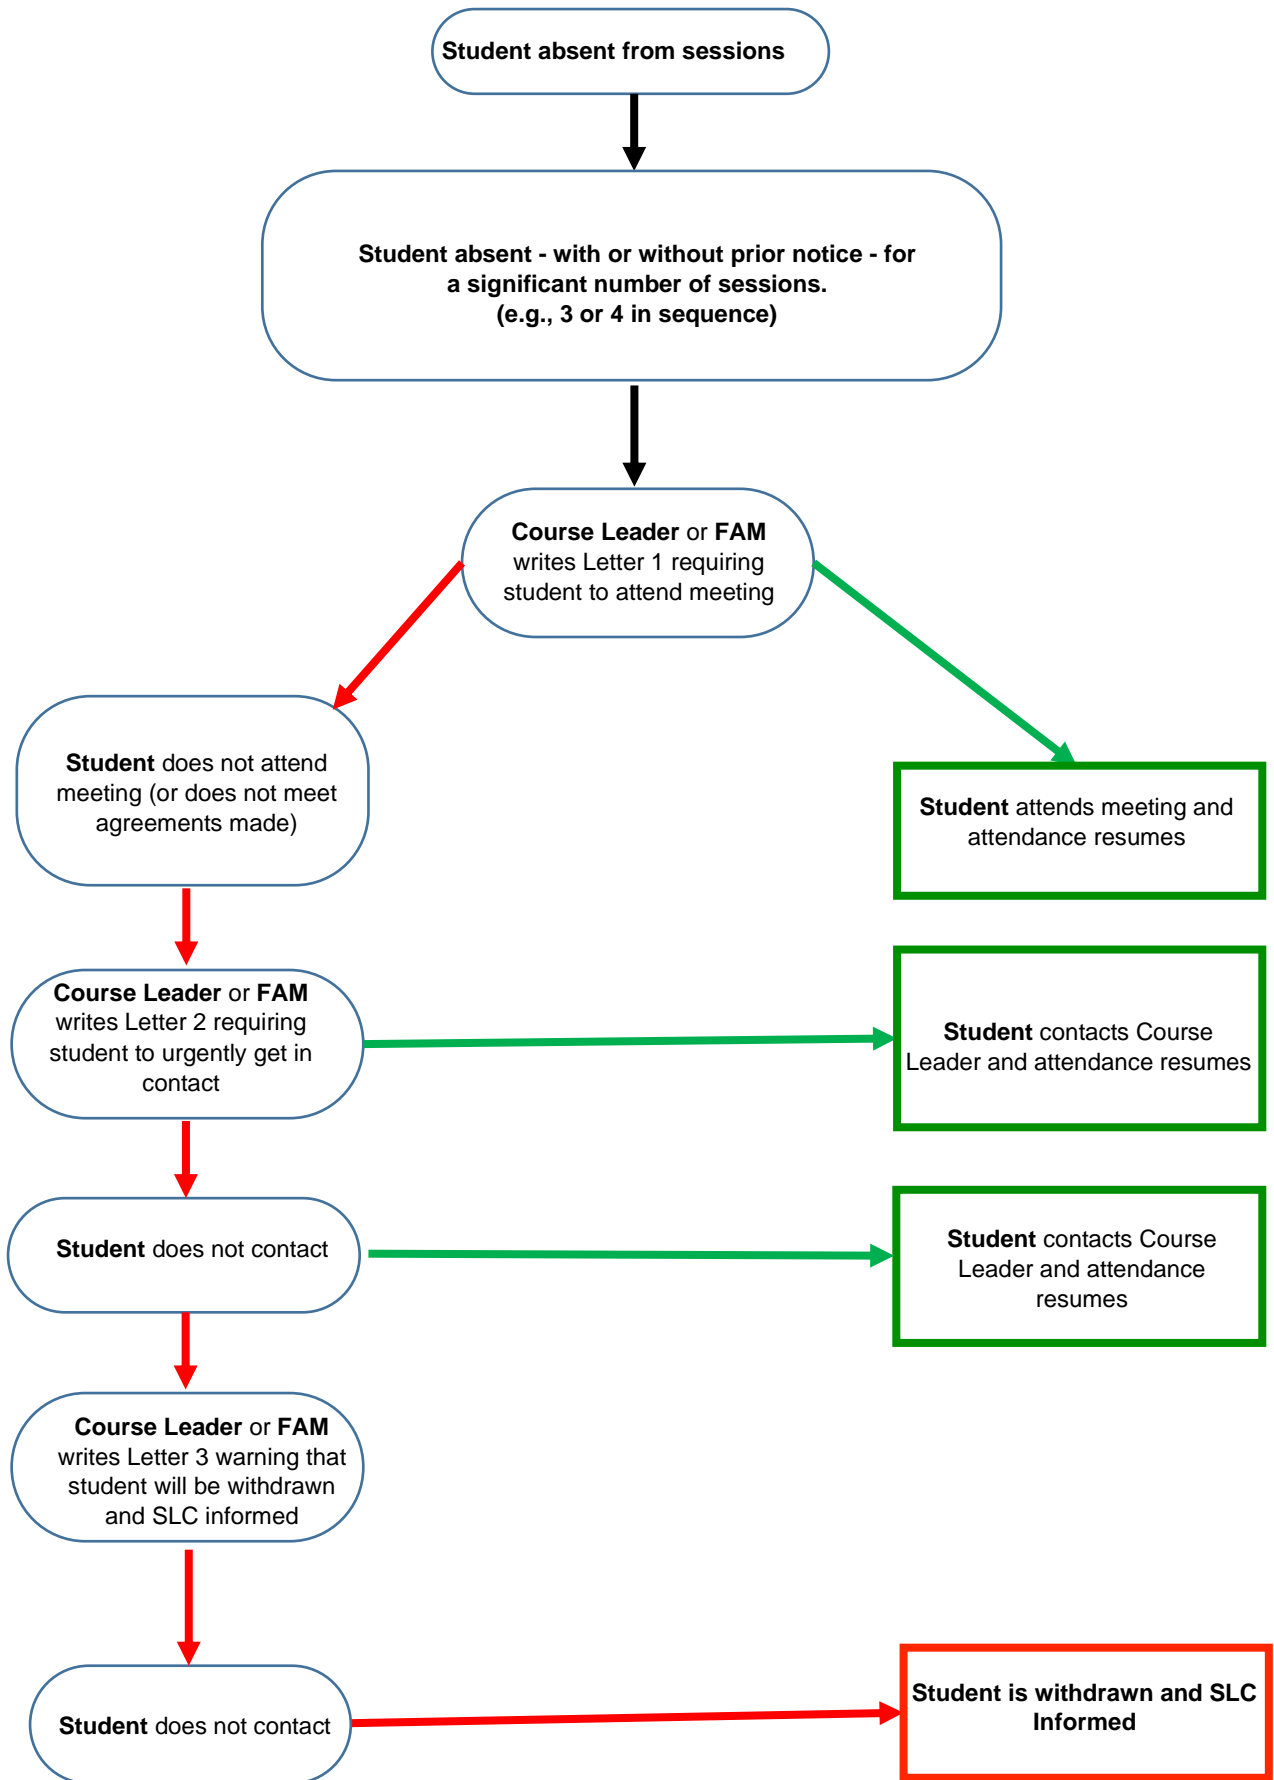 Student absent from sessions
Student absent - with or without prior notice - for
a significant number of sessions.
(e.g., 3 or 4 in sequence)
Course Leader or FAM
writes Letter 1 requiring
student to attend meeting
Student does not attend
meeting (or does not meet
agreements made)
Student attends meeting and
attendance resumes
Course Leader or FAM
writes Letter 2 requiring
student to urgently get in
contact
Student contacts Course
Leader and attendance resumes
Student does not contact
Student contacts Course
Leader and attendance
resumes
Course Leader or FAM
writes Letter 3 warning that
student will be withdrawn
and SLC informed
Student does not contact
Student is withdrawn and SLC
Informed